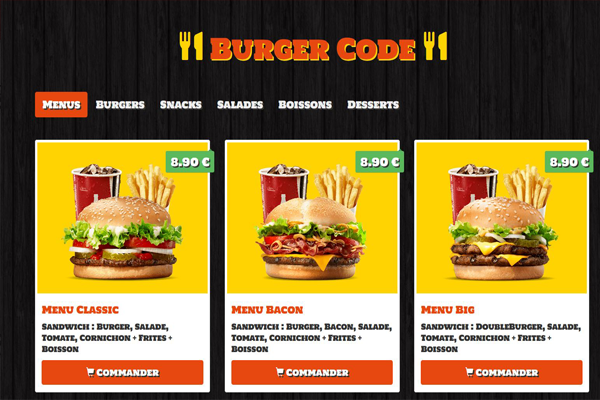 Burger Code
Menus Burgers Snacks Salades Boissons Desserts
8.90 € 8.90 € 8.90 €
Menu Classic
Sandwich : Burger, Salade,
Tomate, Cornichon + Frites +
Boisson
Commander
Menu Bacon
Sandwich : Burger, Bacon, Salade,
Tomate, Cornichon + Frites +
Boisson
Commander
Menu Big
Sandwich : DoubleBurger, Salade,
Tomate, Cornichon + Frites +
Boisson
Commander